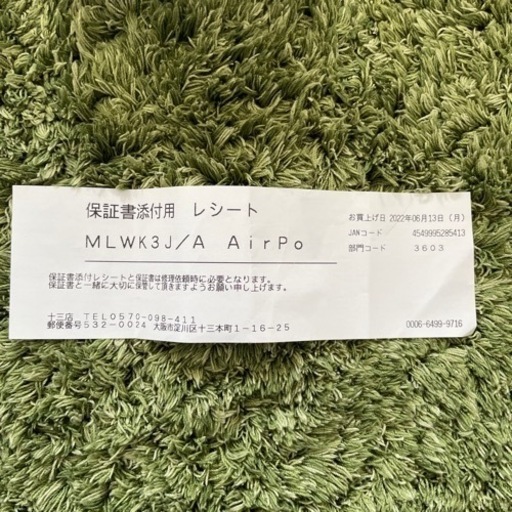 保証書添付用 レシート
お買上げ日 2022年06月13日 (月)
MLWK3J/A AirPo
JANコード 4549995285413
部門コード 3603
保証書添付レシートと保証書は修理依頼時に必要となります。
保証書と一緒に大切に保管して頂きますようお願い申し上げます。
十三店 TEL0570-098-411
郵便番号532-0024 大阪市淀川区十三本町1-16-25
0006-6499-9716